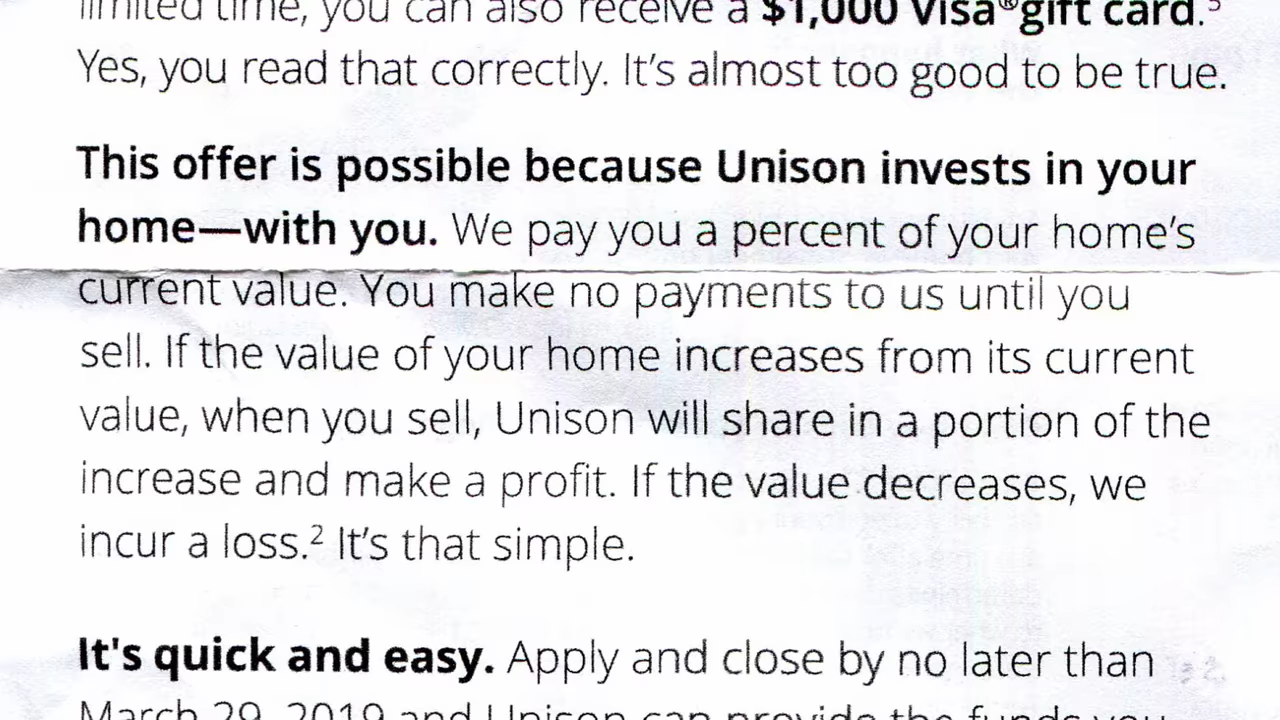 limited time, you can also receive a $1,000 Visa® gift card.⁵
Yes, you read that correctly. It’s almost too good to be true.
This offer is possible because Unison invests in your
home—with you. We pay you a percent of your home’s
current value. You make no payments to us until you
sell. If the value of your home increases from its current
value, when you sell, Unison will share in a portion of the
increase and make a profit. If the value decreases, we
incur a loss.² It’s that simple.
It's quick and easy. Apply and close by no later than
March 29, 2019 and Unison can provide the funds you